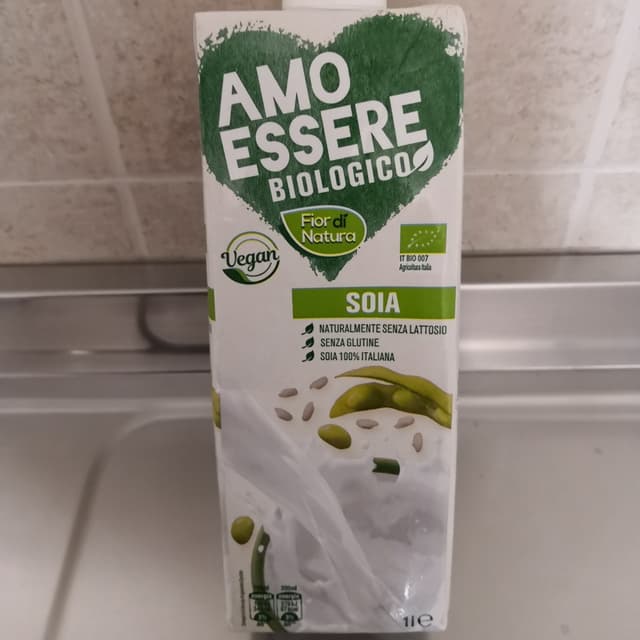 AMO
ESSERE
BIOLOGICO
Fior di
Natura
Vegan
IT BIO 007
Agricoltura Italia
SOIA
NATURALMENTE SENZA LATTOSIO
SENZA GLUTINE
SOIA 100% ITALIANA
1l e